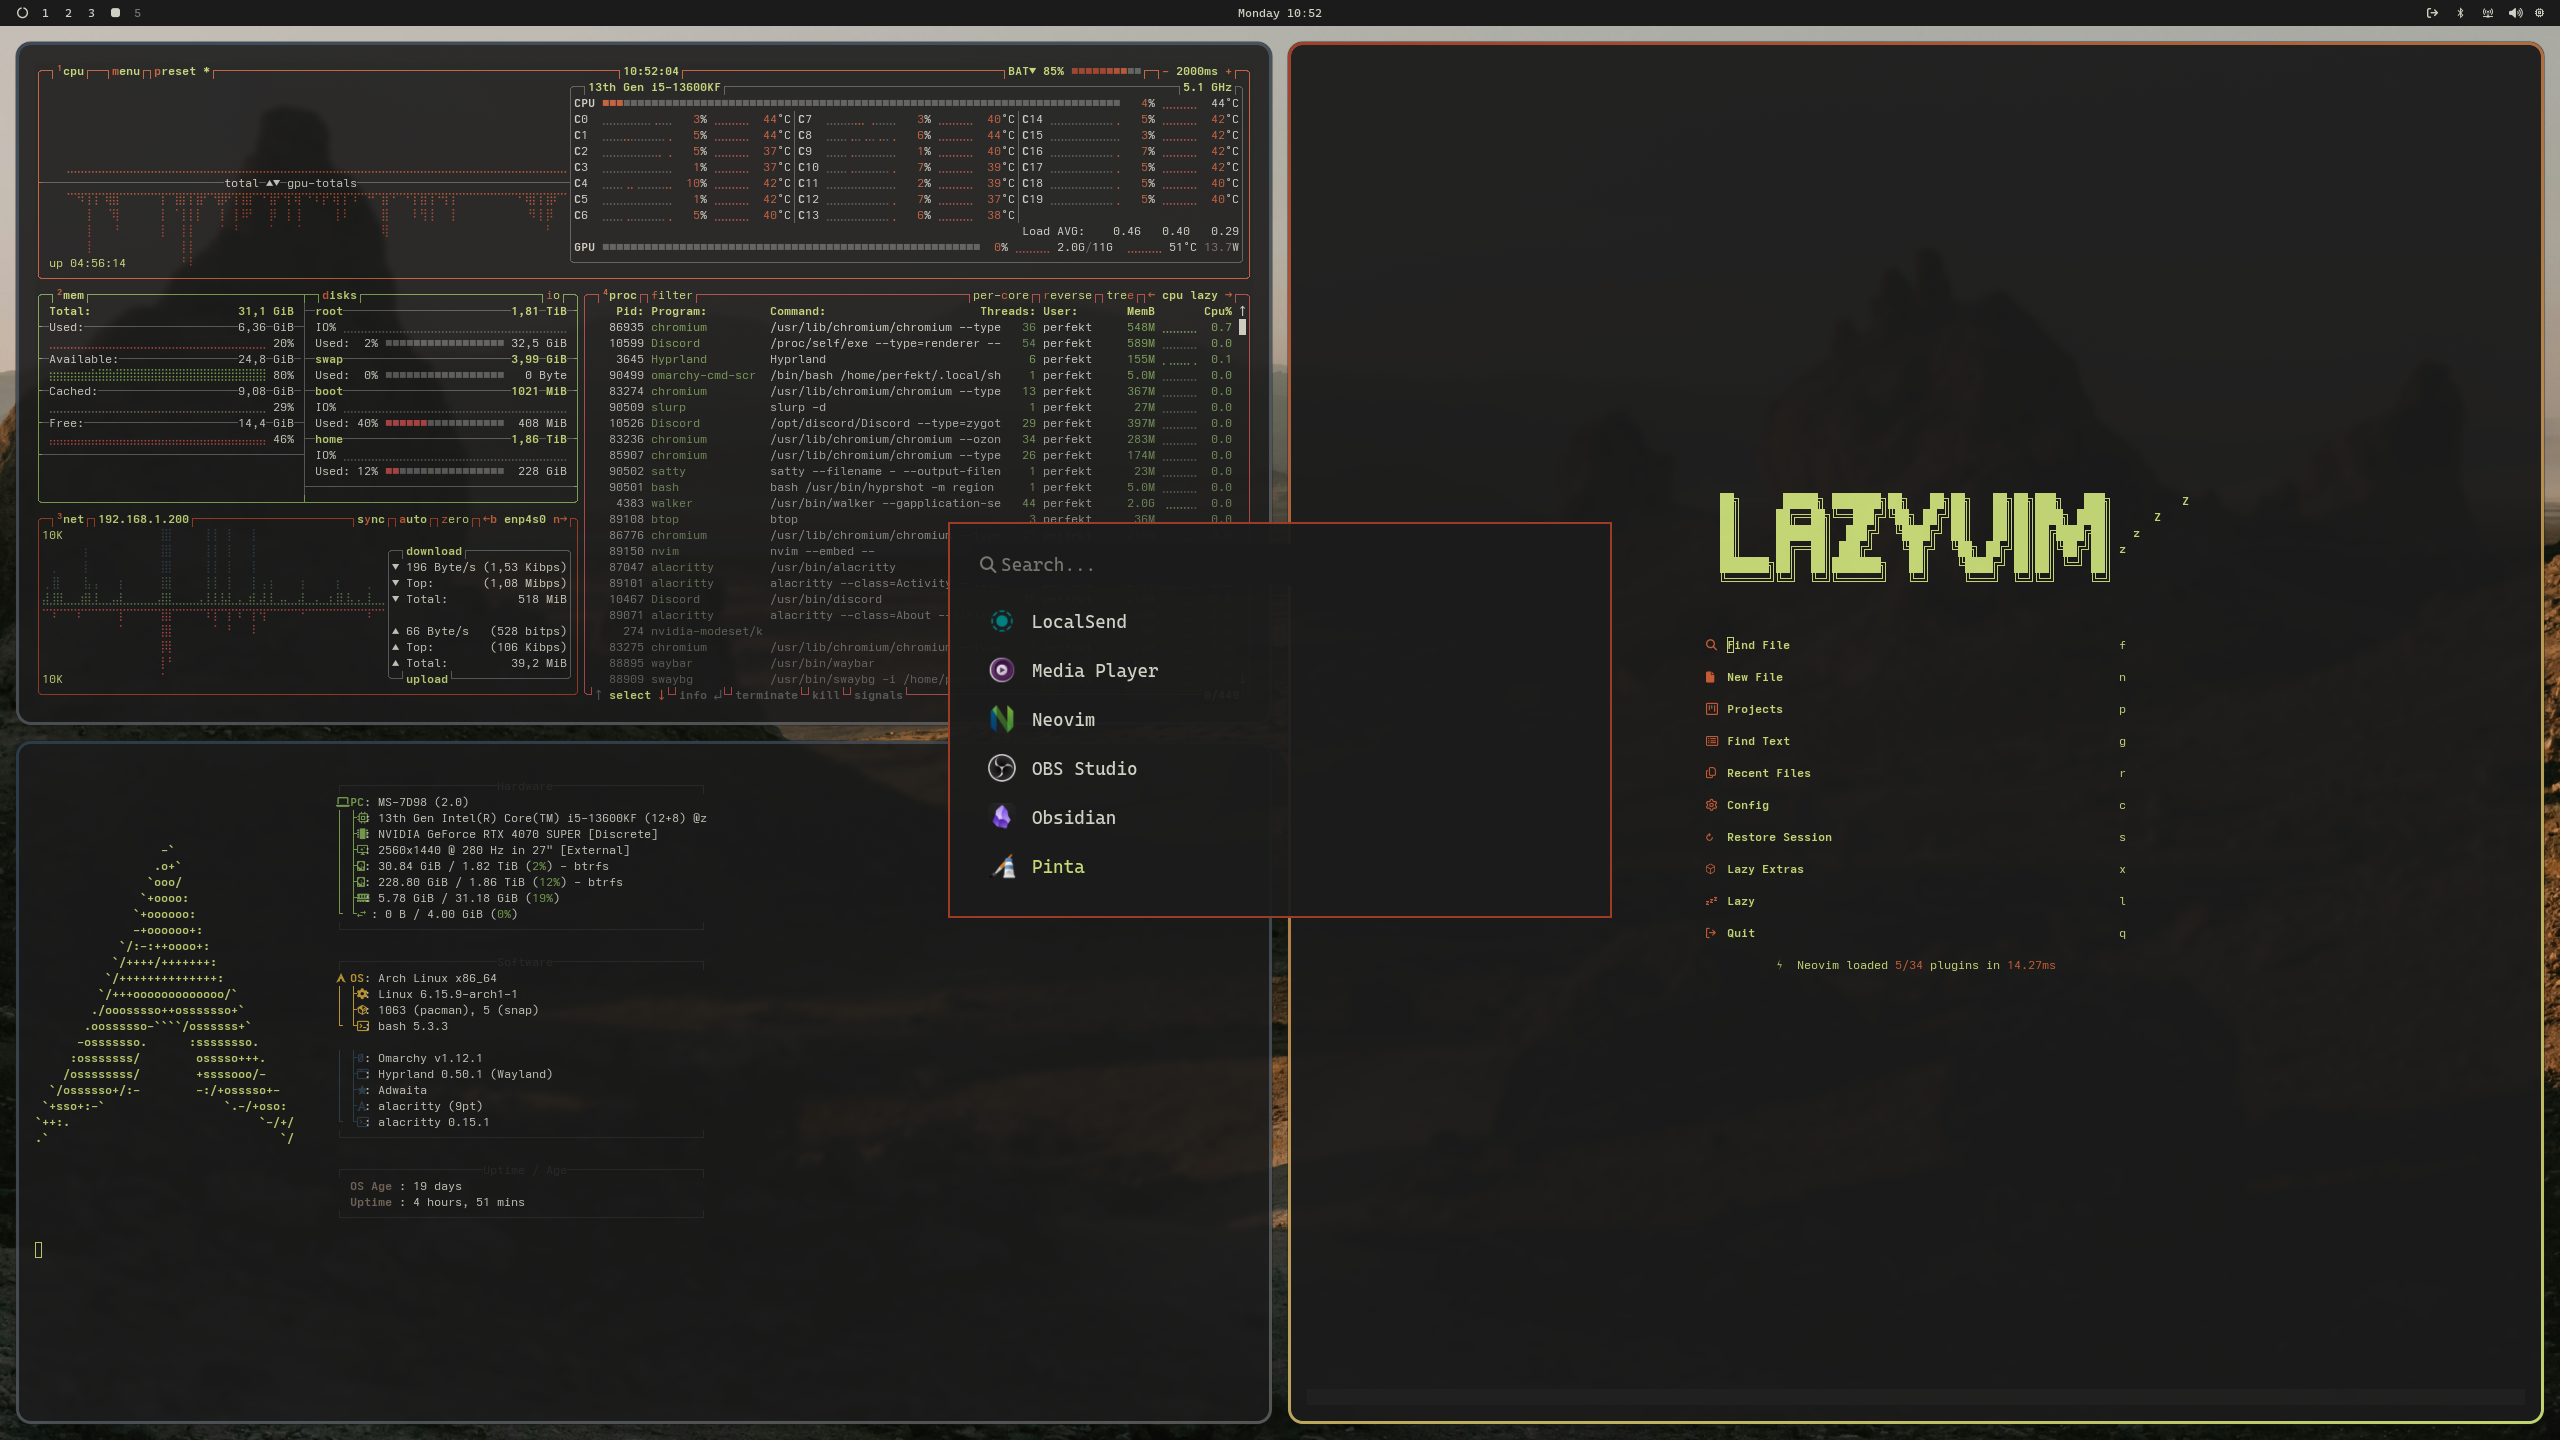 1 2 3 5
Monday 10:52
1cpu menu preset * 10:52:04 BAT▼ 85% - 2000ms +
13th Gen i5-13600KF 5.1 GHz
CPU 4% 44°C
C0 3% 44°C C7 3% 40°C C14 5% 42°C
C1 5% 44°C C8 6% 44°C C15 3% 42°C
C2 5% 37°C C9 1% 40°C C16 7% 42°C
C3 1% 37°C C10 7% 39°C C17 5% 42°C
total ▲▼ gpu-totals
C4 10% 42°C C11 2% 39°C C18 5% 40°C
C5 1% 42°C C12 7% 37°C C19 5% 40°C
C6 5% 40°C C13 6% 38°C
Load AVG: 0.46 0.40 0.29
GPU 0% 2.0G/11G 51°C 13.7W
up 04:56:14
2mem disks io
Total: 31,1 GiB
Used: 6,36 GiB
20%
Available: 24,8 GiB
80%
Cached: 9,08 GiB
29%
Free: 14,4 GiB
46%
root 1,81 TiB
IO%
Used: 2% 32,5 GiB
swap 3,99 GiB
Used: 0% 0 Byte
boot 1021 MiB
IO%
Used: 40% 408 MiB
home 1,86 TiB
IO%
Used: 12% 228 GiB
3net 192.168.1.200 sync auto zero ←b enp4s0 n→
10K
download
▼ 196 Byte/s (1,53 Kibps)
▼ Top: (1,08 Mibps)
▼ Total: 518 MiB
▲ 66 Byte/s (528 bitps)
▲ Top: (106 Kibps)
▲ Total: 39,2 MiB
10K
upload
4proc filter per-core reverse tree ← cpu lazy →
Pid: Program: Command: Threads: User: MemB Cpu% ↑
86935 chromium /usr/lib/chromium/chromium --type 36 perfekt 548M 0.7
10599 Discord /proc/self/exe --type=renderer -- 54 perfekt 589M 0.0
3645 Hyprland Hyprland 6 perfekt 155M 0.1
90499 omarchy-cmd-scr /bin/bash /home/perfekt/.local/sh 1 perfekt 5.0M 0.0
83274 chromium /usr/lib/chromium/chromium --type 13 perfekt 367M 0.0
90509 slurp slurp -d 1 perfekt 27M 0.0
10526 Discord /opt/discord/Discord --type=zygot 29 perfekt 397M 0.0
83236 chromium /usr/lib/chromium/chromium --ozon 34 perfekt 283M 0.0
85907 chromium /usr/lib/chromium/chromium --type 26 perfekt 174M 0.0
90502 satty satty --filename - --output-filen 1 perfekt 23M 0.0
90501 bash bash /usr/bin/hyprshot -m region 1 perfekt 5.0M 0.0
4383 walker /usr/bin/walker --gapplication-se 44 perfekt 2.0G 0.0
89108 btop btop 3 perfekt 36M 0.0
86776 chromium /usr/lib/chromium/chromium
89150 nvim nvim --embed --
87047 alacritty /usr/bin/alacritty
89101 alacritty alacritty --class=Activity
10467 Discord /usr/bin/discord
89071 alacritty alacritty --class=About -
274 nvidia-modeset/k
83275 chromium /usr/lib/chromium/chromium
88895 waybar /usr/bin/waybar
88909 swaybg /usr/bin/swaybg -i /home/p
↑ select ↓ info ↵ terminate kill signals
Search...
LocalSend
Media Player
Neovim
OBS Studio
Obsidian
Pinta
Hardware
PC: MS-7D98 (2.0)
: 13th Gen Intel(R) Core(TM) i5-13600KF (12+8) @z
: NVIDIA GeForce RTX 4070 SUPER [Discrete]
: 2560x1440 @ 280 Hz in 27" [External]
: 30.84 GiB / 1.82 TiB (2%) - btrfs
: 228.80 GiB / 1.86 TiB (12%) - btrfs
: 5.78 GiB / 31.18 GiB (19%)
: 0 B / 4.00 GiB (0%)
Software
OS: Arch Linux x86_64
: Linux 6.15.9-arch1-1
: 1063 (pacman), 5 (snap)
: bash 5.3.3
: Omarchy v1.12.1
: Hyprland 0.50.1 (Wayland)
: Adwaita
: alacritty (9pt)
: alacritty 0.15.1
Uptime / Age
OS Age : 19 days
Uptime : 4 hours, 51 mins
LAZYVIM z z z Z
Find File f
New File n
Projects p
Find Text g
Recent Files r
Config c
Restore Session s
Lazy Extras x
Lazy l
Quit q
Neovim loaded 5/34 plugins in 14.27ms